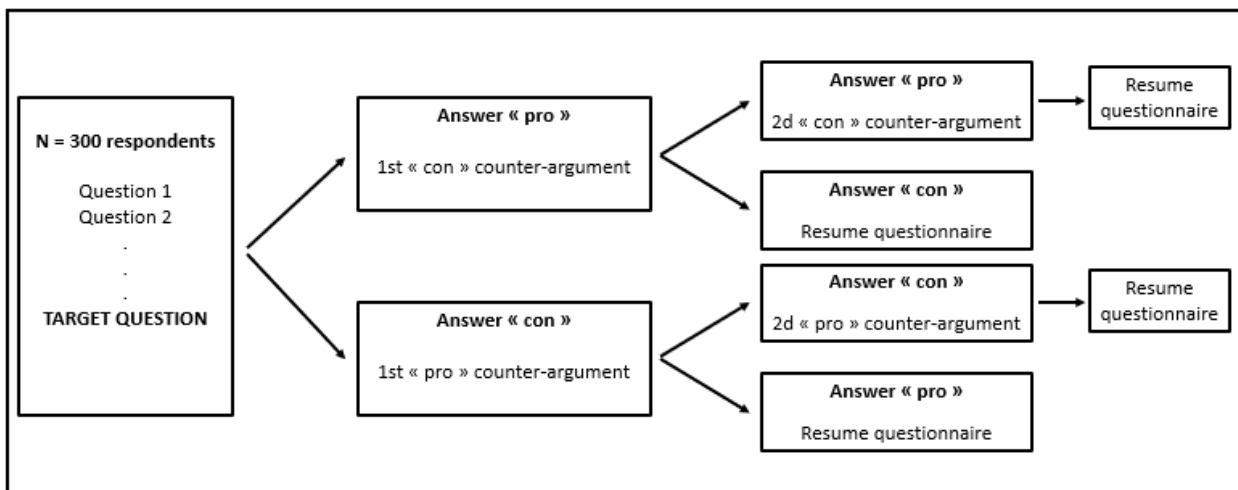 N = 300 respondents
Question 1
Question 2
.
.
.
TARGET QUESTION
Answer « pro »
1st « con » counter-argument
Answer « con »
1st « pro » counter-argument
Answer « pro »
2d « con » counter-argument
Resume
questionnaire
Answer « con »
Resume questionnaire
Answer « con »
2d « pro » counter-argument
Resume
questionnaire
Answer « pro »
Resume questionnaire